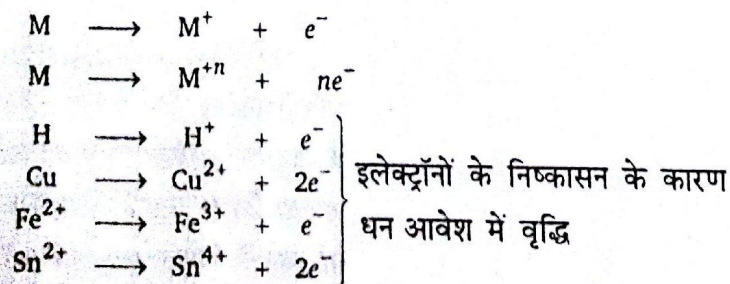 M ⟶ M⁺ + e⁻
M ⟶ M⁺ⁿ + ne⁻
H ⟶ H⁺ + e⁻
Cu ⟶ Cu²⁺ + 2e⁻
Fe²⁺ ⟶ Fe³⁺ + e⁻
Sn²⁺ ⟶ Sn⁴⁺ + 2e⁻
इलेक्ट्रॉनों के निष्कासन के कारण
धन आवेश में वृद्धि